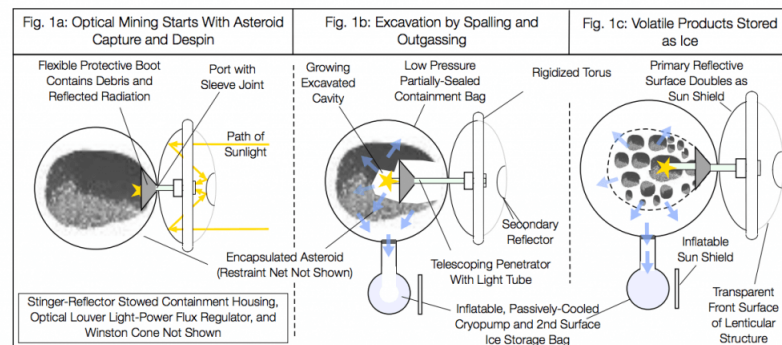 Fig. 1a: Optical Mining Starts With Asteroid
Capture and Despin
Flexible Protective Boot
Contains Debris and
Reflected Radiation
Port with
Sleeve Joint
Path of
Sunlight
Encapsulated Asteroid
(Restraint Net Not Shown)
Stinger-Reflector Stowed Containment Housing,
Optical Louver Light-Power Flux Regulator, and
Winston Cone Not Shown
Fig. 1b: Excavation by Spalling and
Outgassing
Growing
Excavated
Cavity
Low Pressure
Partially-Sealed
Containment Bag
Rigidized Torus
Secondary
Reflector
Telescoping Penetrator
With Light Tube
Inflatable, Passively-Cooled
Cryopump and 2nd Surface
Ice Storage Bag
Fig. 1c: Volatile Products Stored
as Ice
Primary Reflective
Surface Doubles as
Sun Shield
Inflatable
Sun Shield
Transparent
Front Surface
of Lenticular
Structure